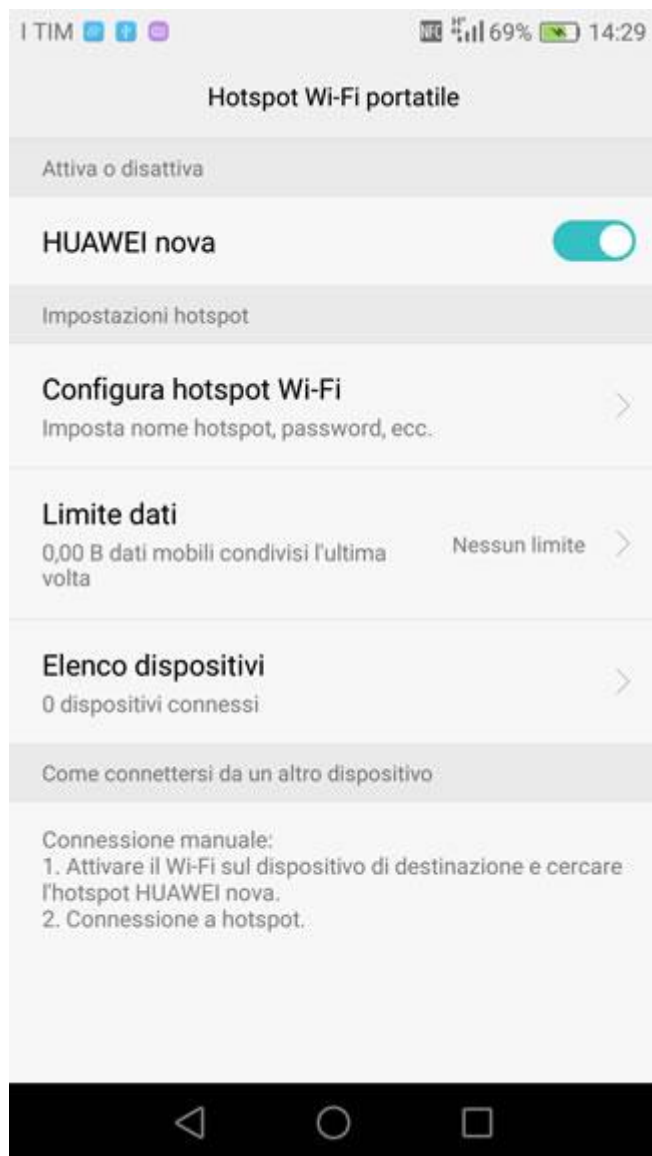 I TIM NFC H+ 69% 14:29
Hotspot Wi-Fi portatile
Attiva o disattiva
HUAWEI nova
Impostazioni hotspot
Configura hotspot Wi-Fi
Imposta nome hotspot, password, ecc.
Limite dati
0,00 B dati mobili condivisi l'ultima
volta
Nessun limite
Elenco dispositivi
0 dispositivi connessi
Come connettersi da un altro dispositivo
Connessione manuale:
1. Attivare il Wi-Fi sul dispositivo di destinazione e cercare
l'hotspot HUAWEI nova.
2. Connessione a hotspot.